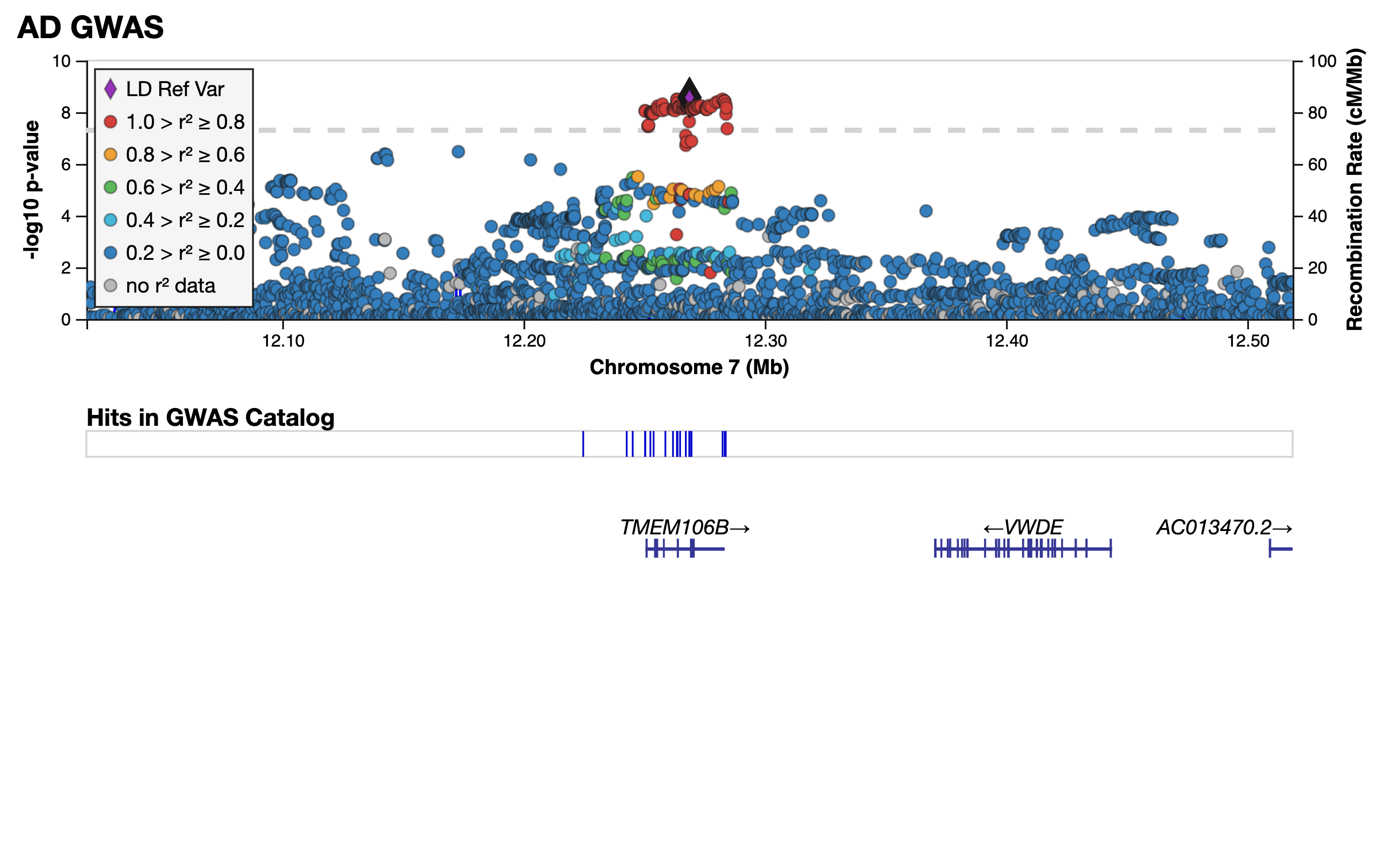 AD GWAS
10
8
6
4
2
0
-log10 p-value
LD Ref Var
1.0 > r² ≥ 0.8
0.8 > r² ≥ 0.6
0.6 > r² ≥ 0.4
0.4 > r² ≥ 0.2
0.2 > r² ≥ 0.0
no r² data
100
80
60
40
20
0
Recombination Rate (cM/Mb)
12.10 12.20 12.30 12.40 12.50
Chromosome 7 (Mb)
Hits in GWAS Catalog
TMEM106B→ ←VWDE AC013470.2→